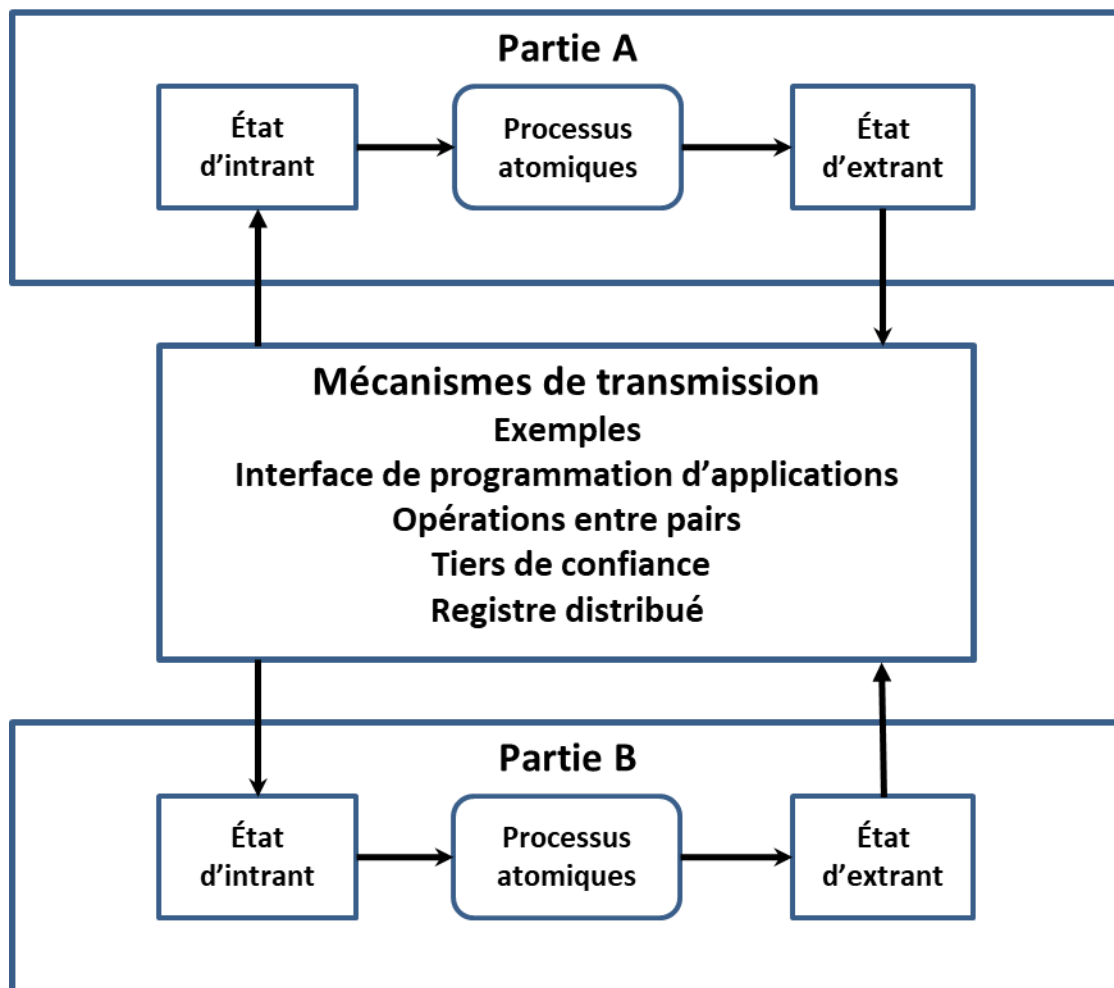 Partie A
État
d’intrant
Processus
atomiques
État
d’extrant
Mécanismes de transmission
Exemples
Interface de programmation d’applications
Opérations entre pairs
Tiers de confiance
Registre distribué
Partie B
État
d’intrant
Processus
atomiques
État
d’extrant